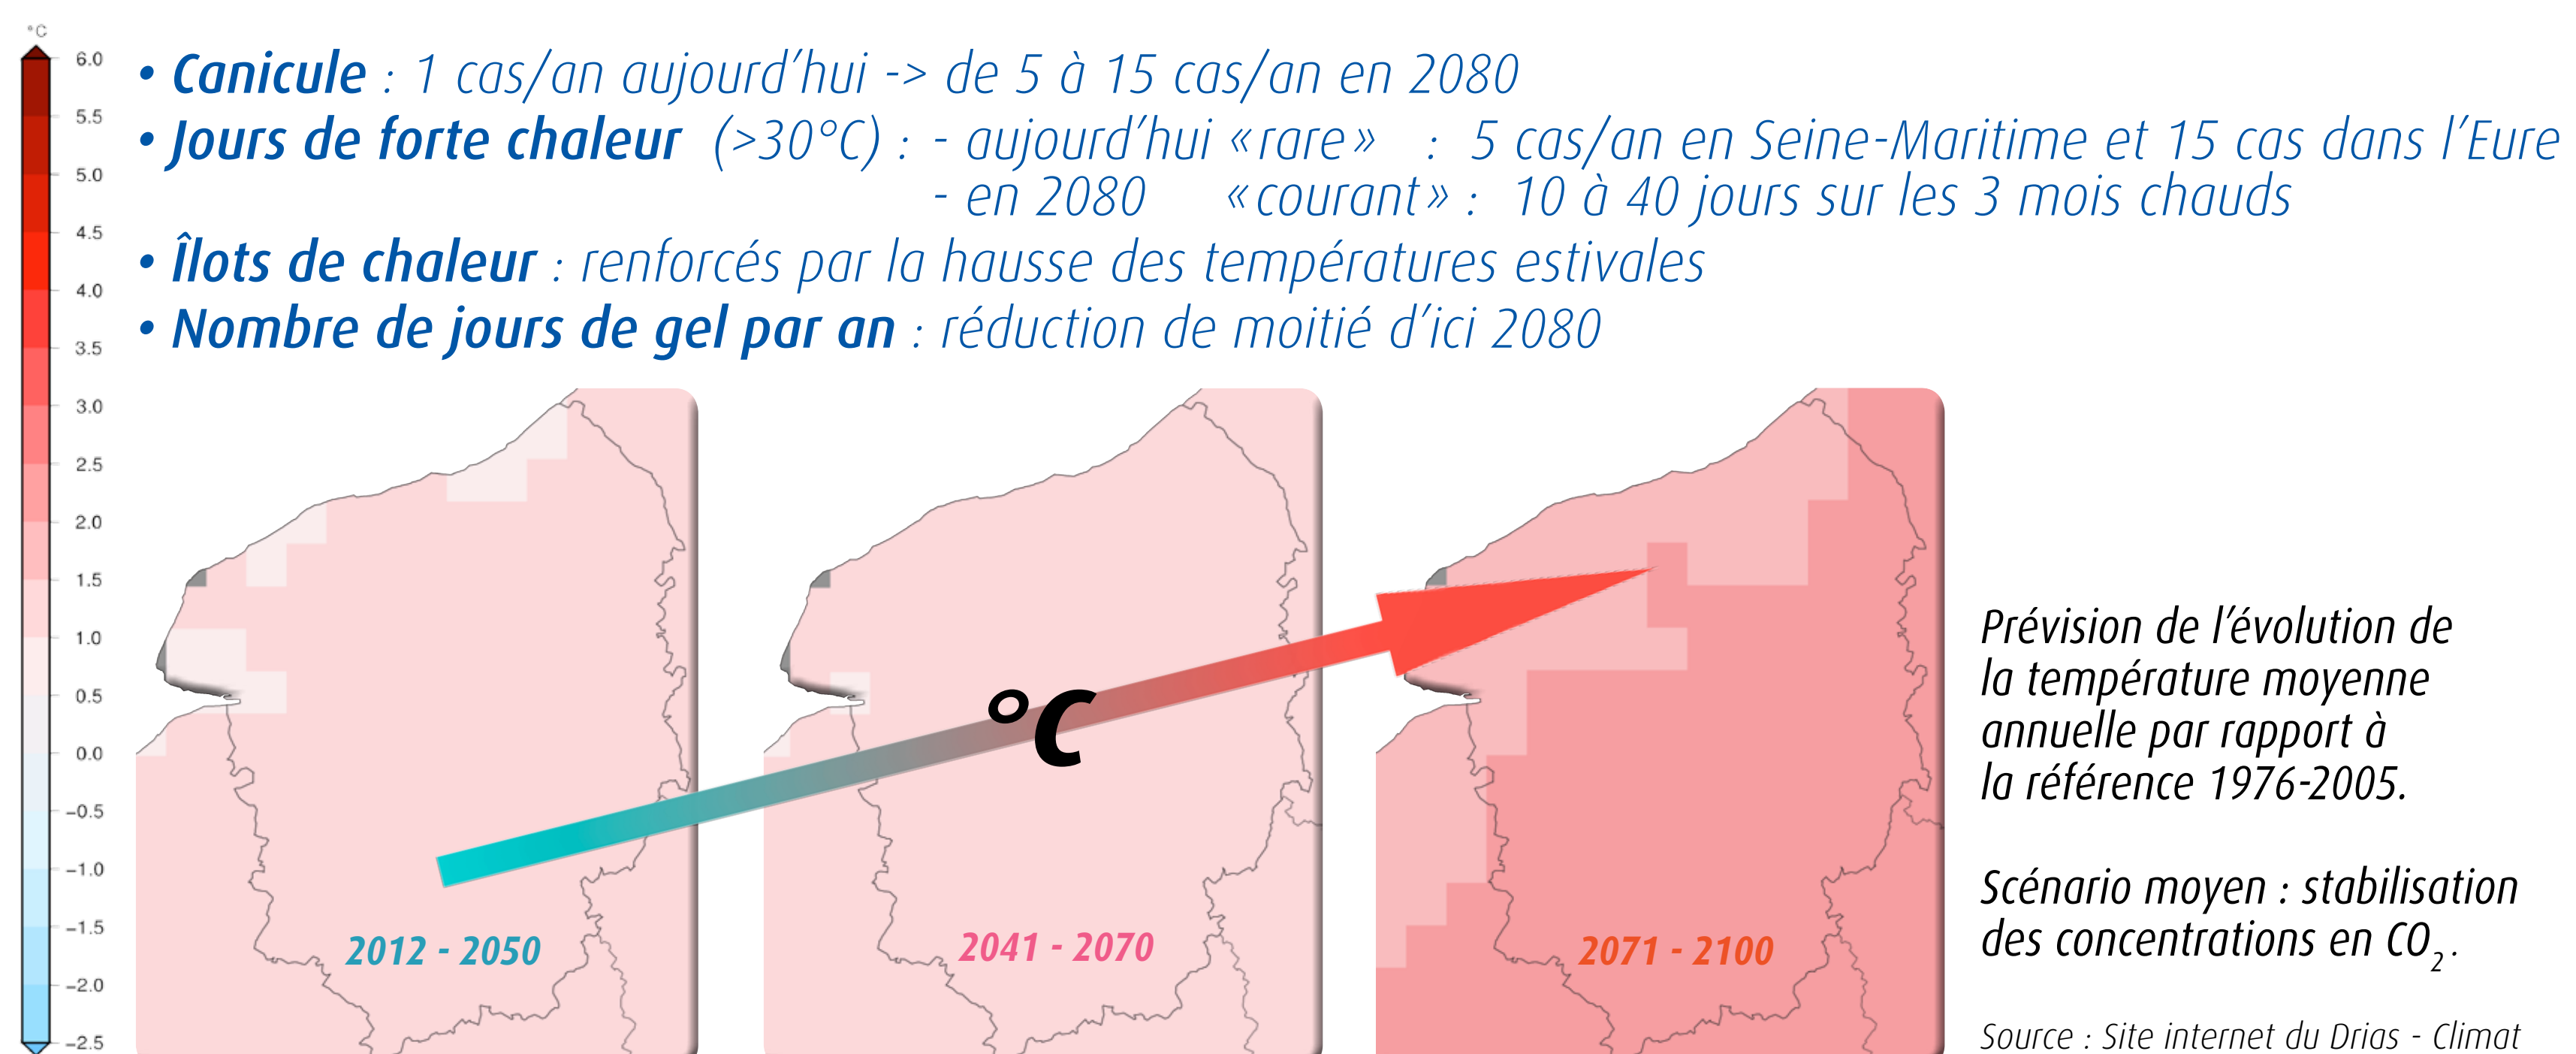 °C
6.0
5.5
5.0
4.5
4.0
3.5
3.0
2.5
2.0
1.5
1.0
0.5
0.0
−0.5
−1.0
−1.5
−2.0
−2.5
• Canicule : 1 cas/an aujourd’hui -> de 5 à 15 cas/an en 2080
• Jours de forte chaleur (>30°C) : - aujourd’hui « rare » : 5 cas/an en Seine-Maritime et 15 cas dans l’Eure
- en 2080 « courant » : 10 à 40 jours sur les 3 mois chauds
• Îlots de chaleur : renforcés par la hausse des températures estivales
• Nombre de jours de gel par an : réduction de moitié d’ici 2080
°C
2012 - 2050
2041 - 2070
2071 - 2100
Prévision de l’évolution de
la température moyenne
annuelle par rapport à
la référence 1976-2005.
Scénario moyen : stabilisation
des concentrations en CO₂.
Source : Site internet du Drias - Climat